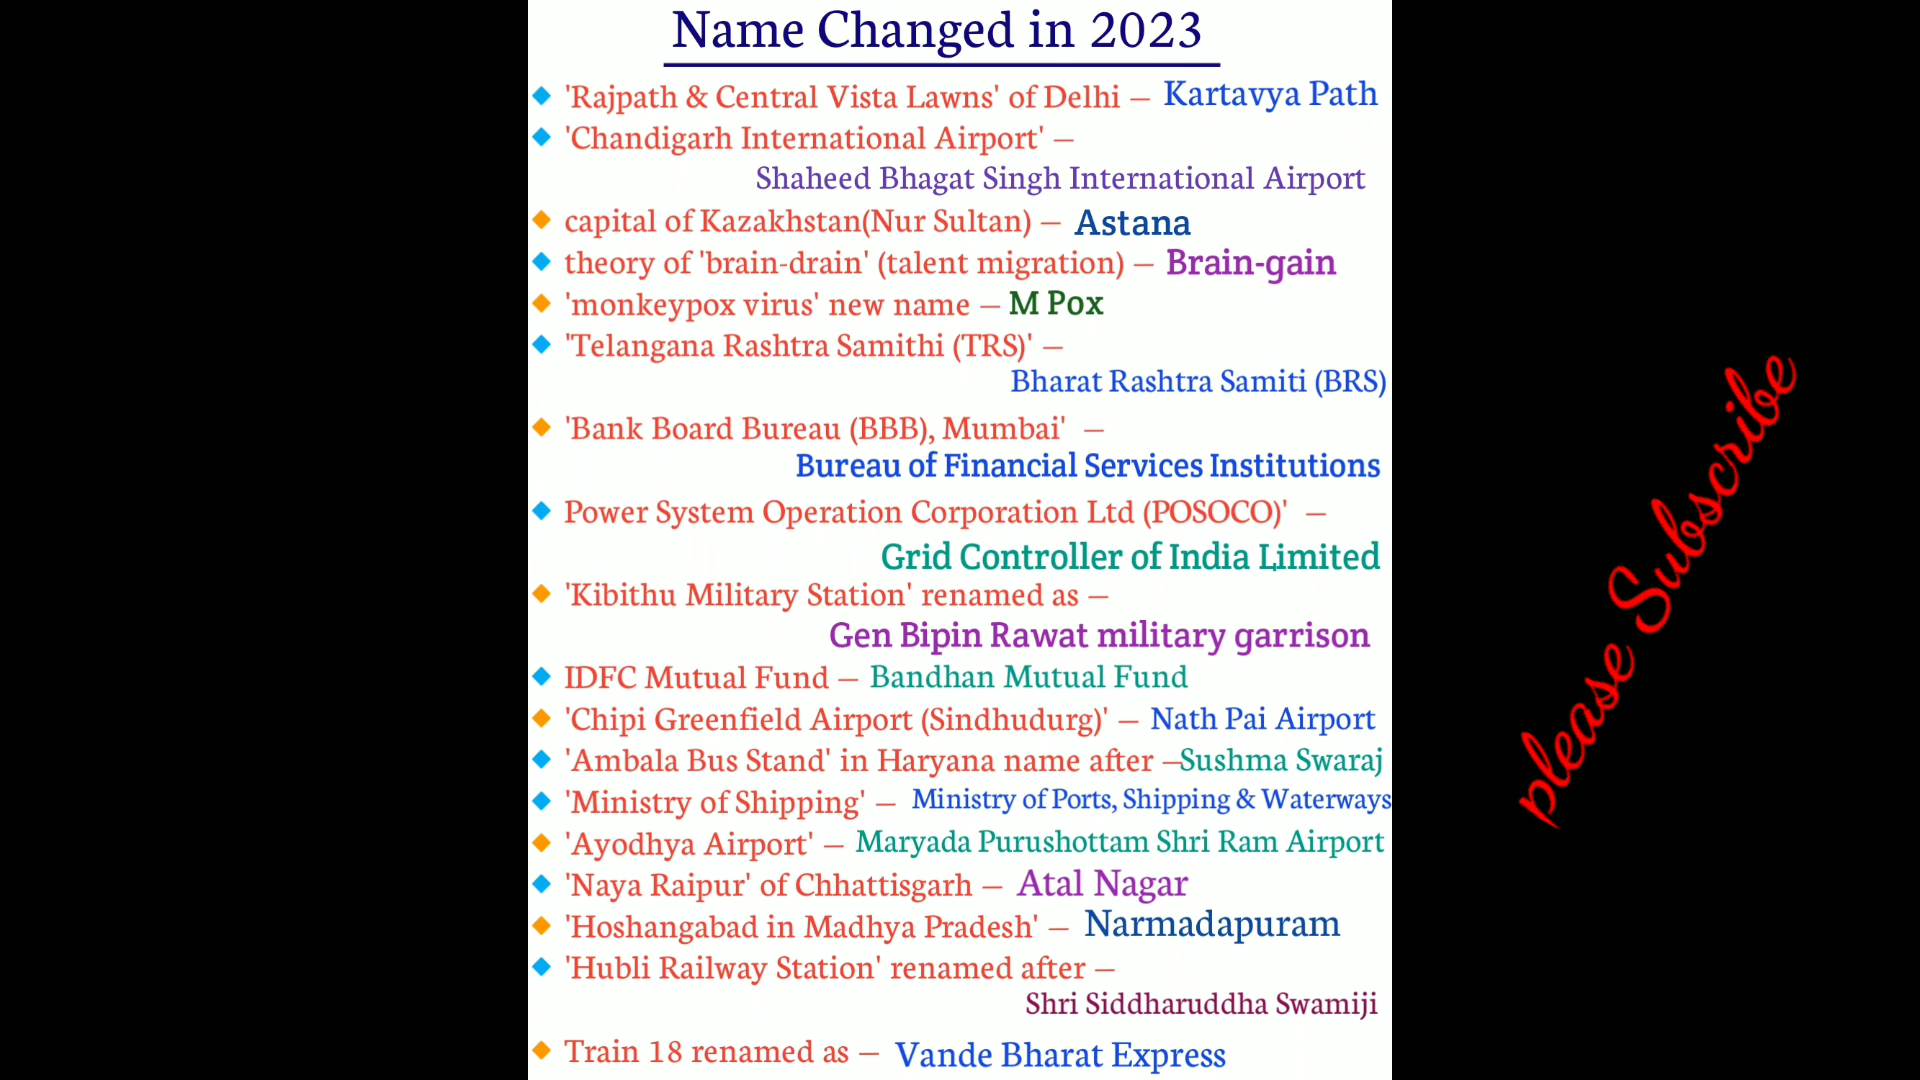 Name Changed in 2023
'Rajpath & Central Vista Lawns' of Delhi – Kartavya Path
'Chandigarh International Airport' –
Shaheed Bhagat Singh International Airport
capital of Kazakhstan(Nur Sultan) – Astana
theory of 'brain-drain' (talent migration) – Brain-gain
'monkeypox virus' new name – M Pox
'Telangana Rashtra Samithi (TRS)' –
Bharat Rashtra Samiti (BRS)
'Bank Board Bureau (BBB), Mumbai' –
Bureau of Financial Services Institutions
Power System Operation Corporation Ltd (POSOCO)' –
Grid Controller of India Limited
'Kibithu Military Station' renamed as –
Gen Bipin Rawat military garrison
IDFC Mutual Fund – Bandhan Mutual Fund
'Chipi Greenfield Airport (Sindhudurg)' – Nath Pai Airport
'Ambala Bus Stand' in Haryana name after –Sushma Swaraj
'Ministry of Shipping' – Ministry of Ports, Shipping & Waterways
'Ayodhya Airport' – Maryada Purushottam Shri Ram Airport
'Naya Raipur' of Chhattisgarh – Atal Nagar
'Hoshangabad in Madhya Pradesh' – Narmadapuram
'Hubli Railway Station' renamed after –
Shri Siddharuddha Swamiji
Train 18 renamed as – Vande Bharat Express
please Subscribe